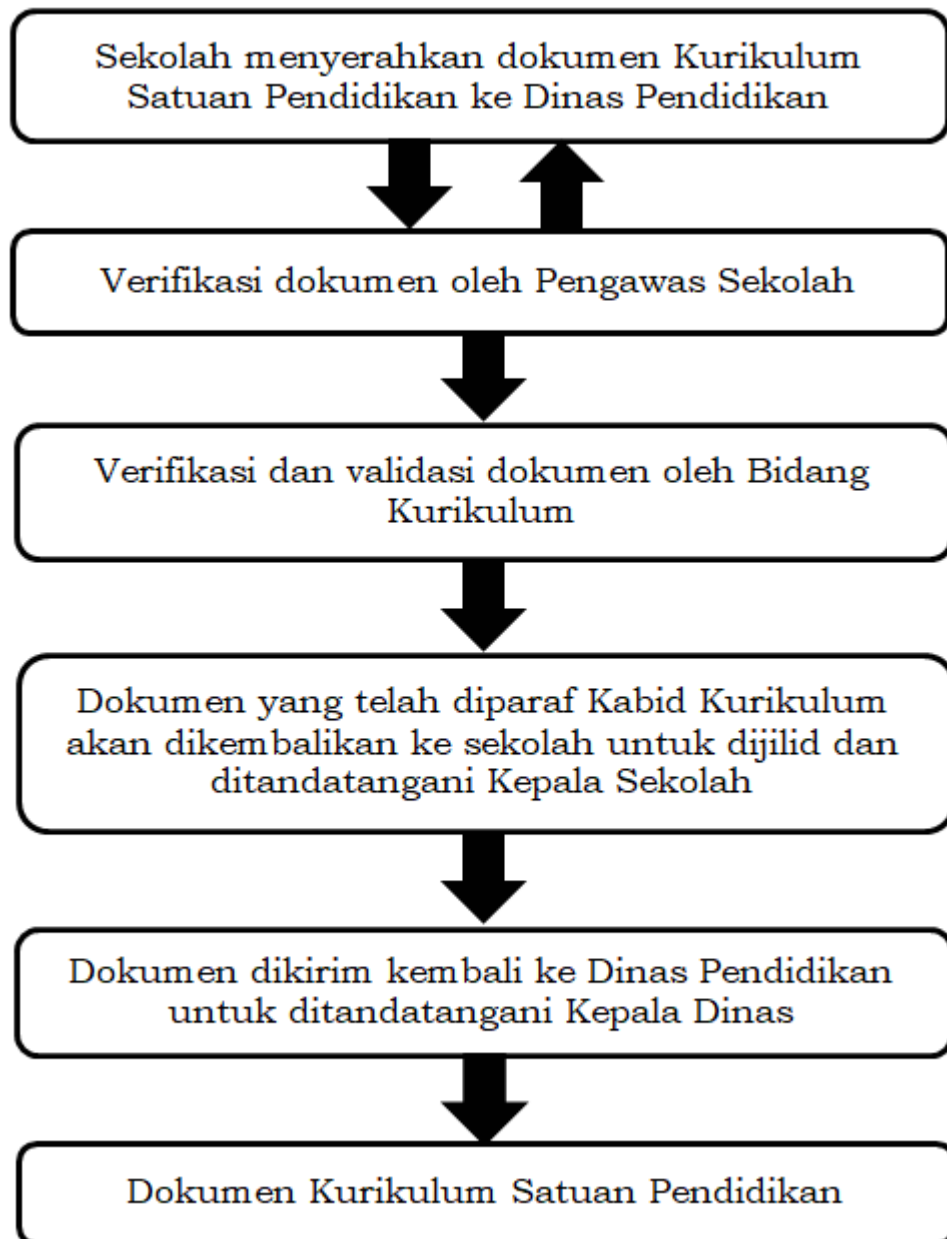 Sekolah menyerahkan dokumen Kurikulum
Satuan Pendidikan ke Dinas Pendidikan
Verifikasi dokumen oleh Pengawas Sekolah
Verifikasi dan validasi dokumen oleh Bidang
Kurikulum
Dokumen yang telah diparaf Kabid Kurikulum
akan dikembalikan ke sekolah untuk dijilid dan
ditandatangani Kepala Sekolah
Dokumen dikirim kembali ke Dinas Pendidikan
untuk ditandatangani Kepala Dinas
Dokumen Kurikulum Satuan Pendidikan